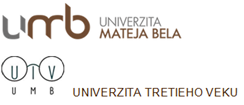 umb UNIVERZITA
MATEJA BELA
UTV
UMB UNIVERZITA TRETIEHO VEKU